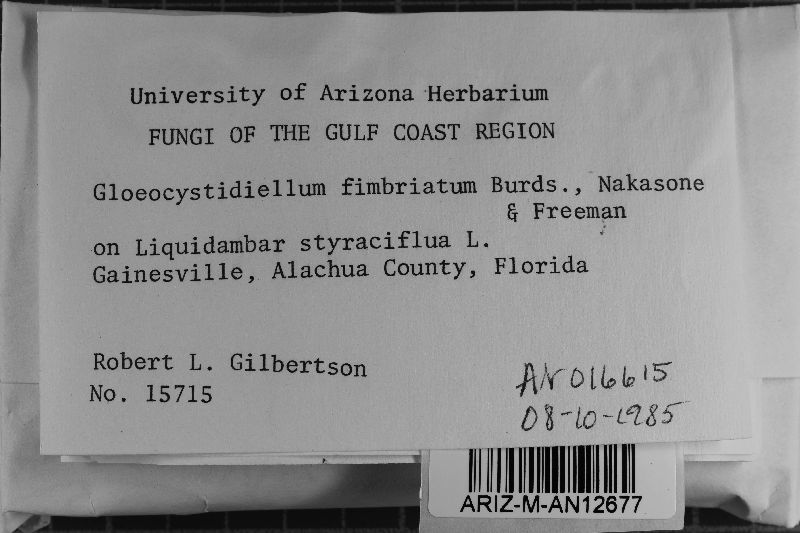 University of Arizona Herbarium
FUNGI OF THE GULF COAST REGION
Gloeocystidiellum fimbriatum Burds., Nakasone
& Freeman
on Liquidambar styraciflua L.
Gainesville, Alachua County, Florida
Robert L. Gilbertson
No. 15715
AN016615
08-10-1985
ARIZ-M-AN12677